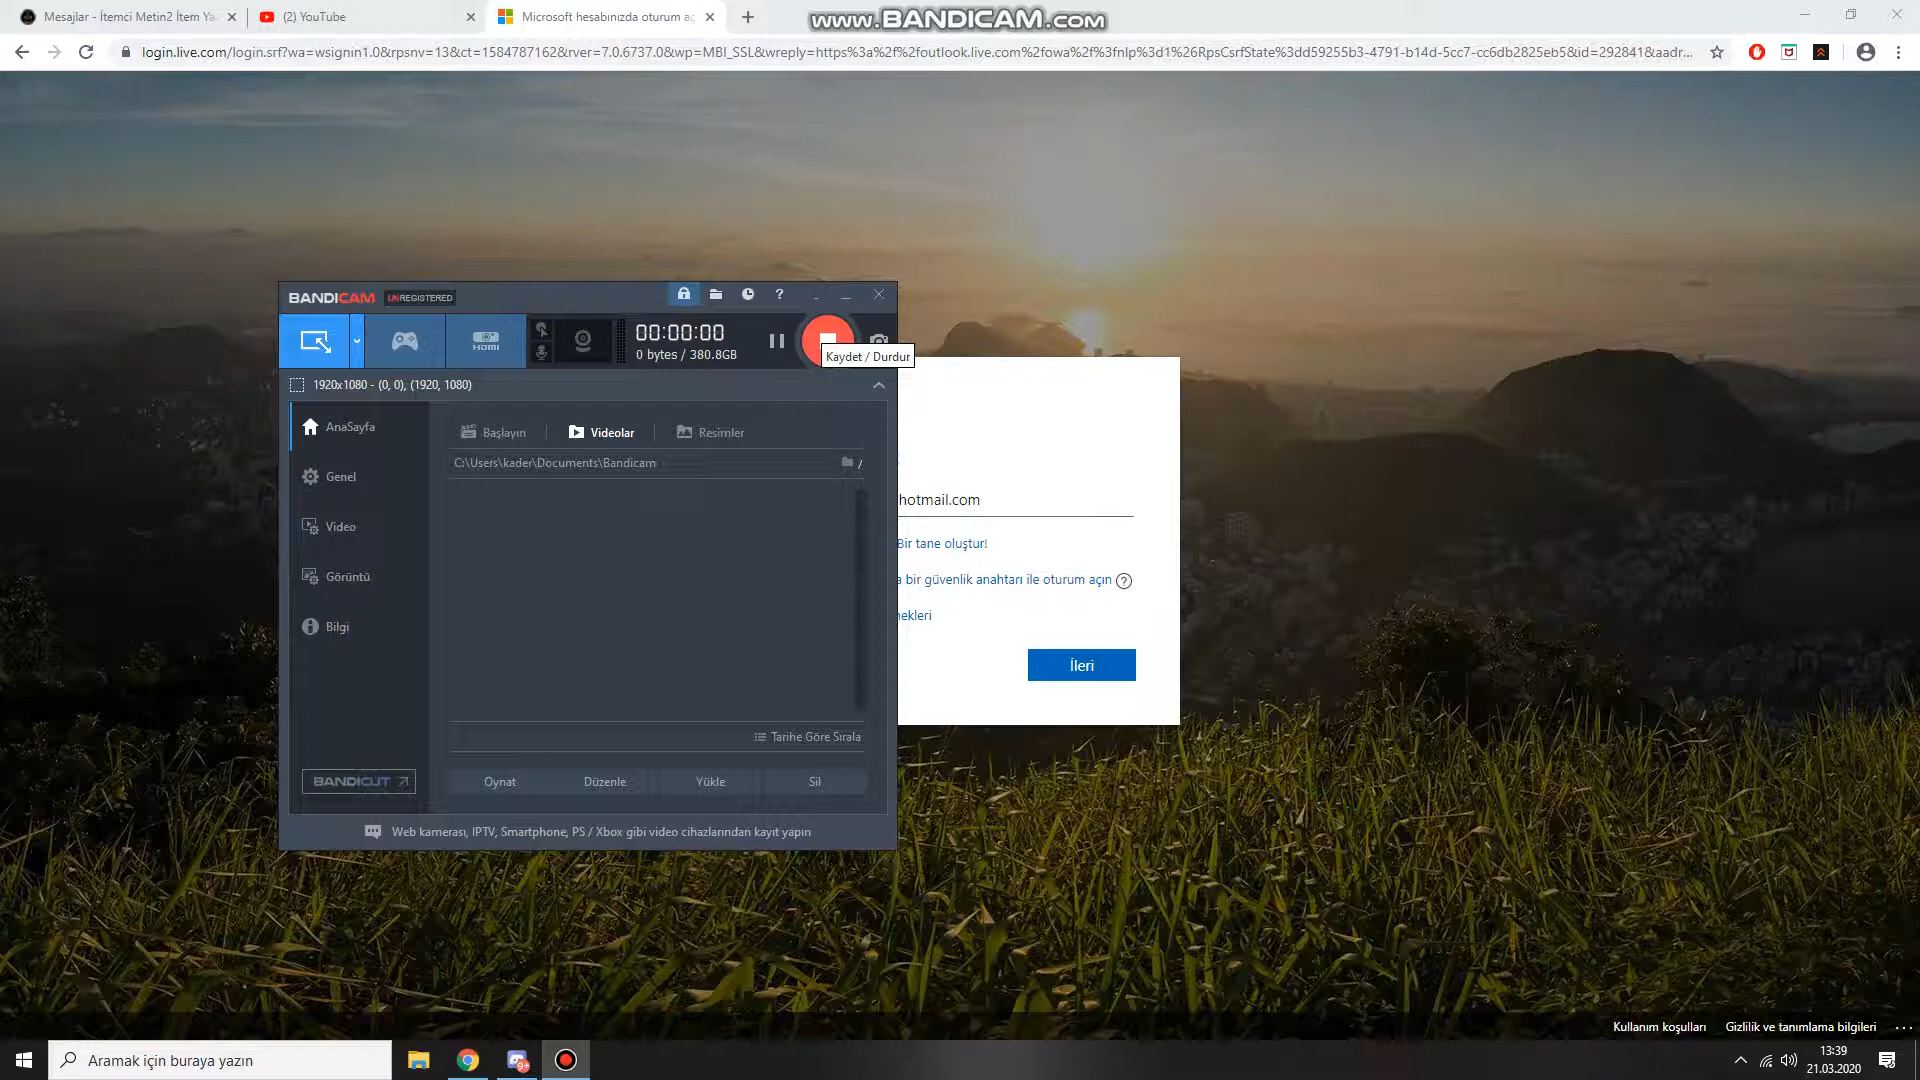 Mesajlar - İtemci Metin2 İtem Ya
(2) YouTube
Microsoft hesabınızda oturum aç
www.BANDICAM.com
login.live.com/login.srf?wa=wsignin1.0&rpsnv=13&ct=1584787162&rver=7.0.6737.0&wp=MBI_SSL&wreply=https%3a%2f%2foutlook.live.com%2fowa%2f%3fnlp%3d1%26RpsCsrfState%3dd59255b3-4791-b14d-5cc7-cc6db2825eb5&id=292841&aadr...
BANDICAM
UNREGISTERED
?
HDMI
00:00:00
0 bytes / 380.8GB
Kaydet / Durdur
1920x1080 - (0, 0), (1920, 1080)
AnaSayfa
Genel
Video
Görüntü
Bilgi
Başlayın
Videolar
Resimler
C:\Users\kader\Documents\Bandicam
/
Tarihe Göre Sırala
BANDICUT
Oynat
Düzenle
Yükle
Sil
Web kamerası, IPTV, Smartphone, PS / Xbox gibi video cihazlarından kayıt yapın
hotmail.com
Bir tane oluştur!
a bir güvenlik anahtarı ile oturum açın
?
nekleri
İleri
Kullanım koşulları
Gizlilik ve tanımlama bilgileri
...
Aramak için buraya yazın
9+
13:39
21.03.2020